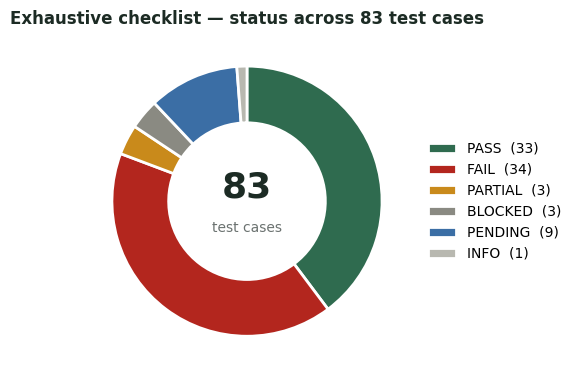 Exhaustive checklist — status across 83 test cases
83
test cases
PASS (33)
FAIL (34)
PARTIAL (3)
BLOCKED (3)
PENDING (9)
INFO (1)